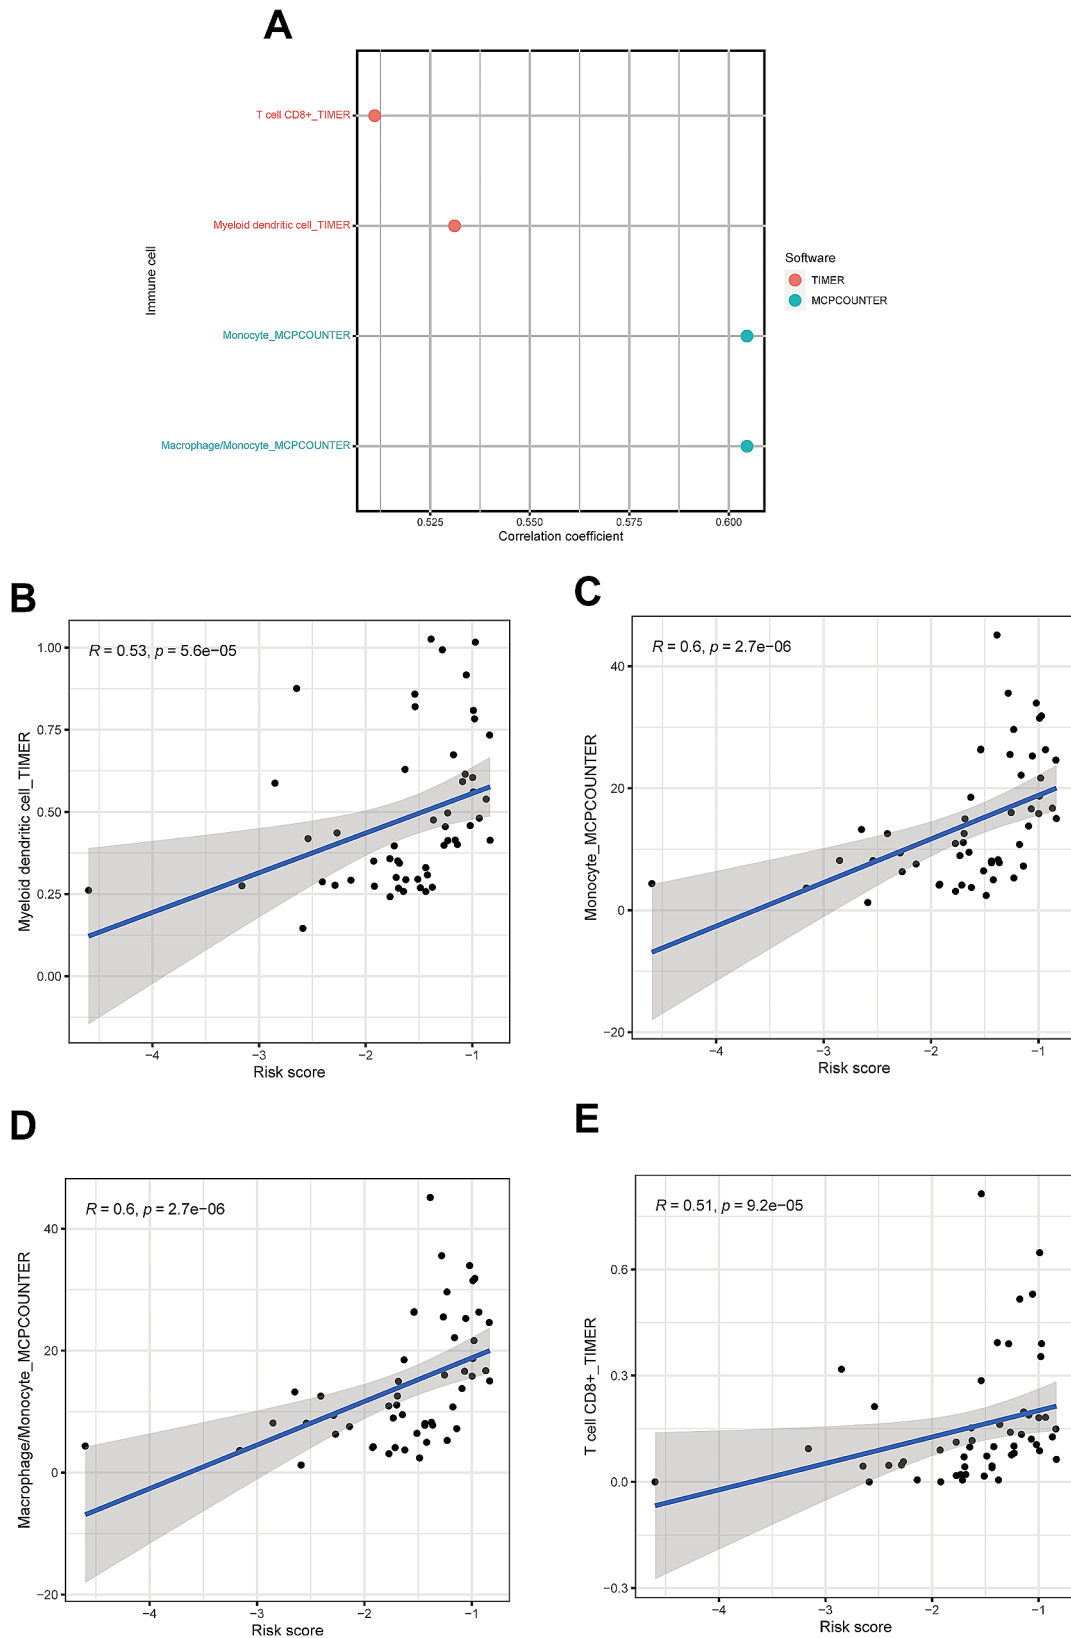 A
T cell CD8+_TIMER
Myeloid dendritic cell_TIMER
Monocyte_MCPCOUNTER
Macrophage/Monocyte_MCPCOUNTER
Immune cell
0.525 0.550 0.575 0.600
Correlation coefficient
Software
TIMER
MCPCOUNTER
B
R = 0.53, p = 5.6e−05
Myeloid dendritic cell_TIMER
1.00
0.75
0.50
0.25
0.00
−4 −3 −2 −1
Risk score
C
R = 0.6, p = 2.7e−06
Monocyte_MCPCOUNTER
40
20
0
−20
−4 −3 −2 −1
Risk score
D
R = 0.6, p = 2.7e−06
Macrophage/Monocyte_MCPCOUNTER
40
20
0
−20
−4 −3 −2 −1
Risk score
E
R = 0.51, p = 9.2e−05
T cell CD8+_TIMER
0.6
0.3
0.0
−0.3
−4 −3 −2 −1
Risk score